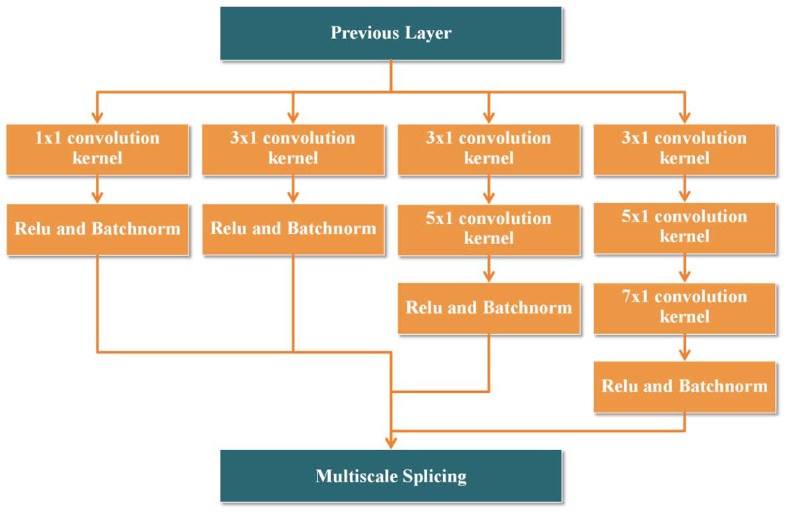 Previous Layer
1x1 convolution
kernel
3x1 convolution
kernel
3x1 convolution
kernel
3x1 convolution
kernel
Relu and Batchnorm
Relu and Batchnorm
5x1 convolution
kernel
5x1 convolution
kernel
Relu and Batchnorm
7x1 convolution
kernel
Relu and Batchnorm
Multiscale Splicing